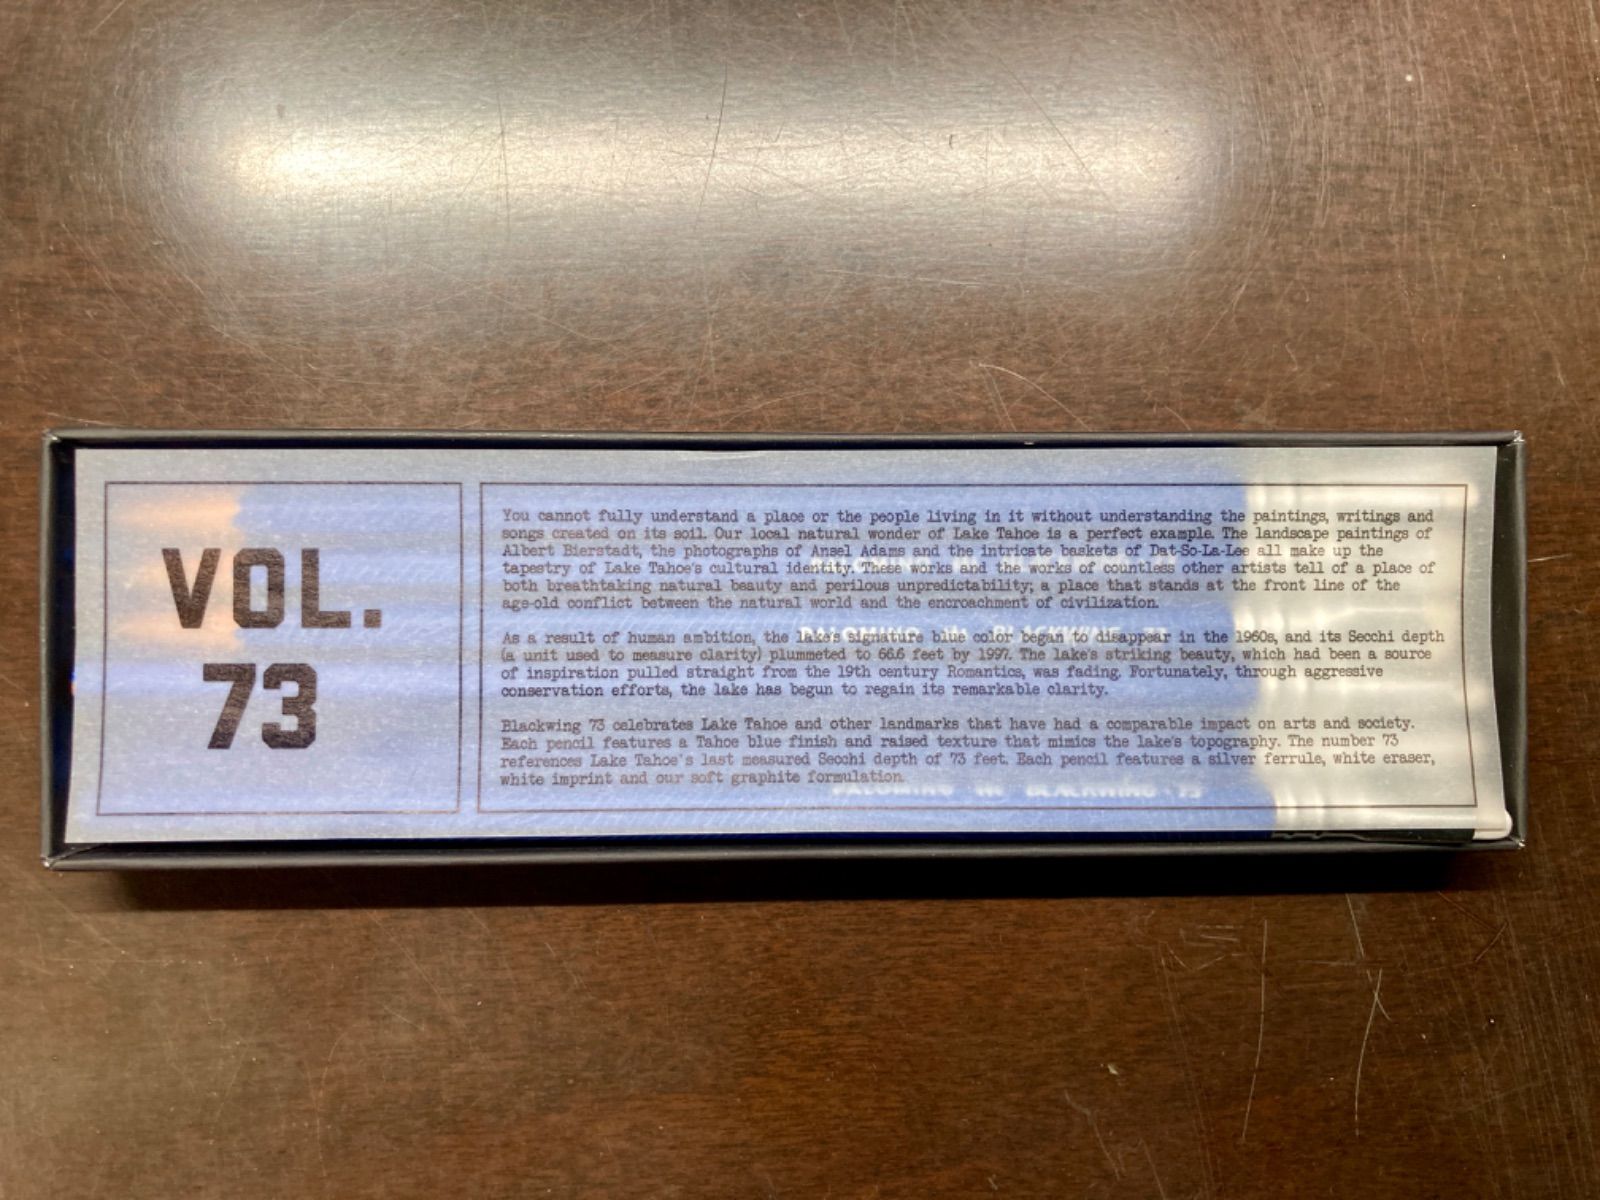 VOL.
73
You cannot fully understand a place or the people living in it without understanding the paintings, writings and
songs created on its soil. Our local natural wonder of Lake Tahoe is a perfect example. The landscape paintings of
Albert Bierstadt, the photographs of Ansel Adams and the intricate baskets of Dat-So-La-Lee all make up the
tapestry of Lake Tahoe's cultural identity. These works and the works of countless other artists tell of a place of
both breathtaking natural beauty and perilous unpredictability; a place that stands at the front line of the
age-old conflict between the natural world and the encroachment of civilization.
As a result of human ambition, the lake's signature blue color began to disappear in the 1960s, and its Secchi depth
(a unit used to measure clarity) plummeted to 66.6 feet by 1997. The lake's striking beauty, which had been a source
of inspiration pulled straight from the 19th century Romantics, was fading. Fortunately, through aggressive
conservation efforts, the lake has begun to regain its remarkable clarity.
Blackwing 73 celebrates Lake Tahoe and other landmarks that have had a comparable impact on arts and society.
Each pencil features a Tahoe blue finish and raised texture that mimics the lake's topography. The number 73
references Lake Tahoe's last measured Secchi depth of 73 feet. Each pencil features a silver ferrule, white eraser,
white imprint and our soft graphite formulation.
PALOMINO BLACKWING 73
PALOMINO BLACKWING 73